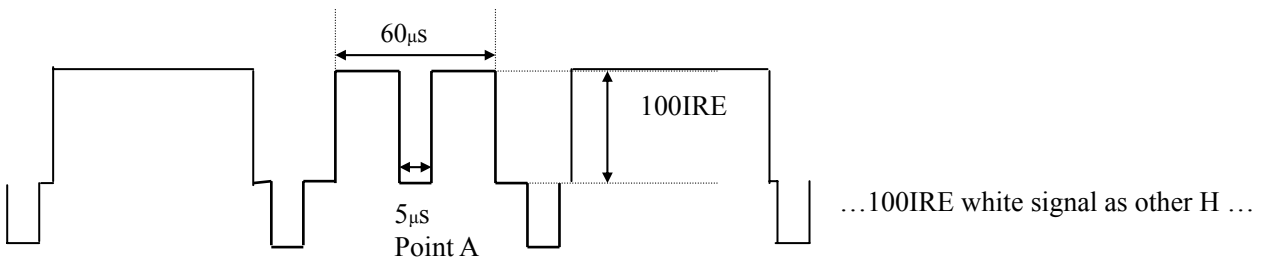 60μs
100IRE
…100IRE white signal as other H …
5μs
Point A